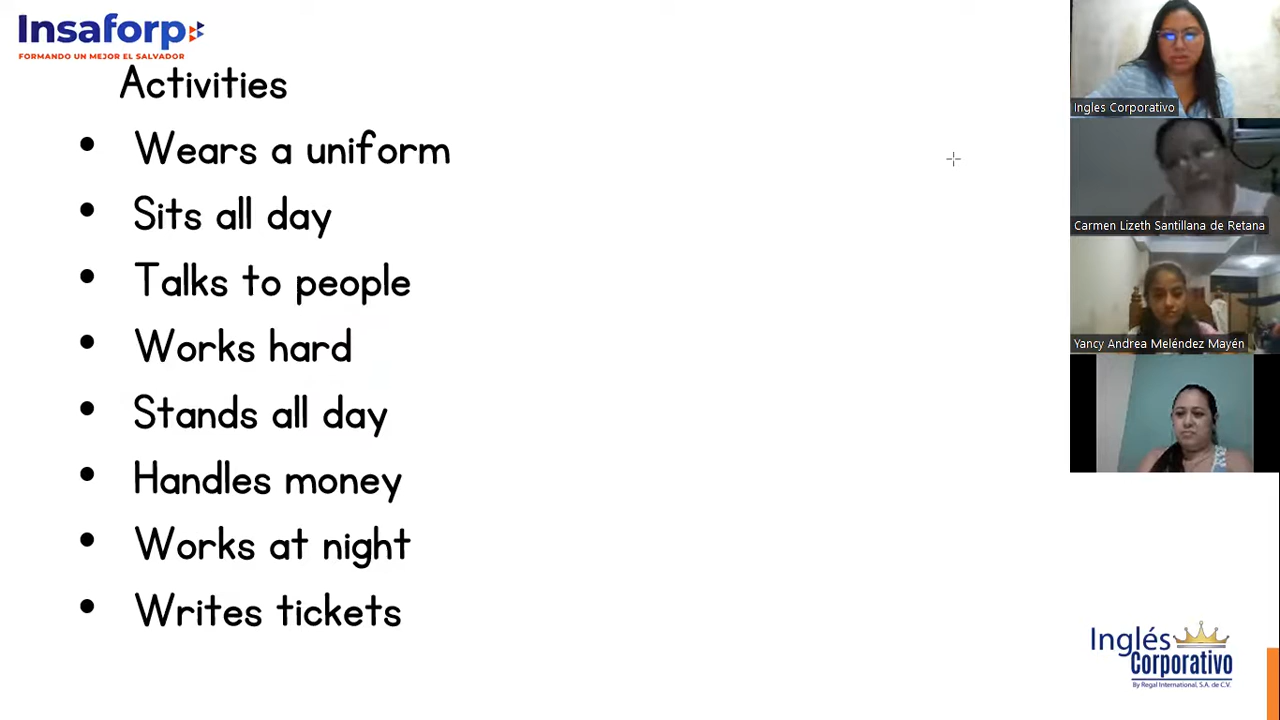 Insaforp
FORMANDO UN MEJOR EL SALVADOR
Activities
• Wears a uniform
• Sits all day
• Talks to people
• Works hard
• Stands all day
• Handles money
• Works at night
• Writes tickets
Ingles Corporativo
Carmen Lizeth Santillana de Retana
Yancy Andrea Meléndez Mayén
Inglés
Corporativo
By Regal International, S.A. de C.V.